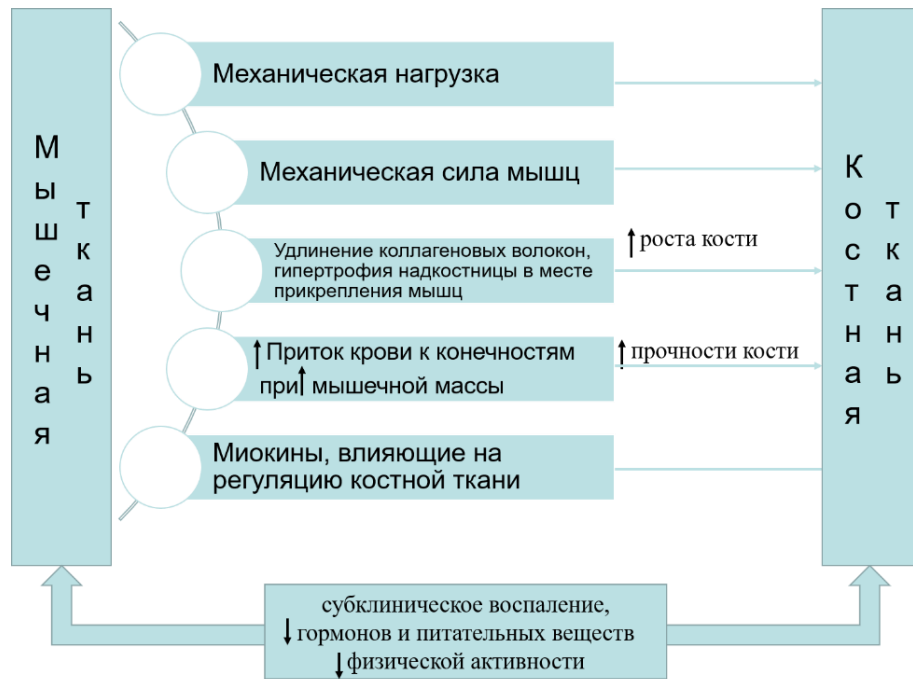 Мышечная
ткань
Механическая нагрузка
Механическая сила мышц
Удлинение коллагеновых волокон,
гипертрофия надкостницы в месте
прикрепления мышц
↑ роста кости
↑ Приток крови к конечностям
при↑ мышечной массы
↑ прочности кости
Миокины, влияющие на
регуляцию костной ткани
Костная
ткань
субклиническое воспаление,
↓ гормонов и питательных веществ
↓ физической активности